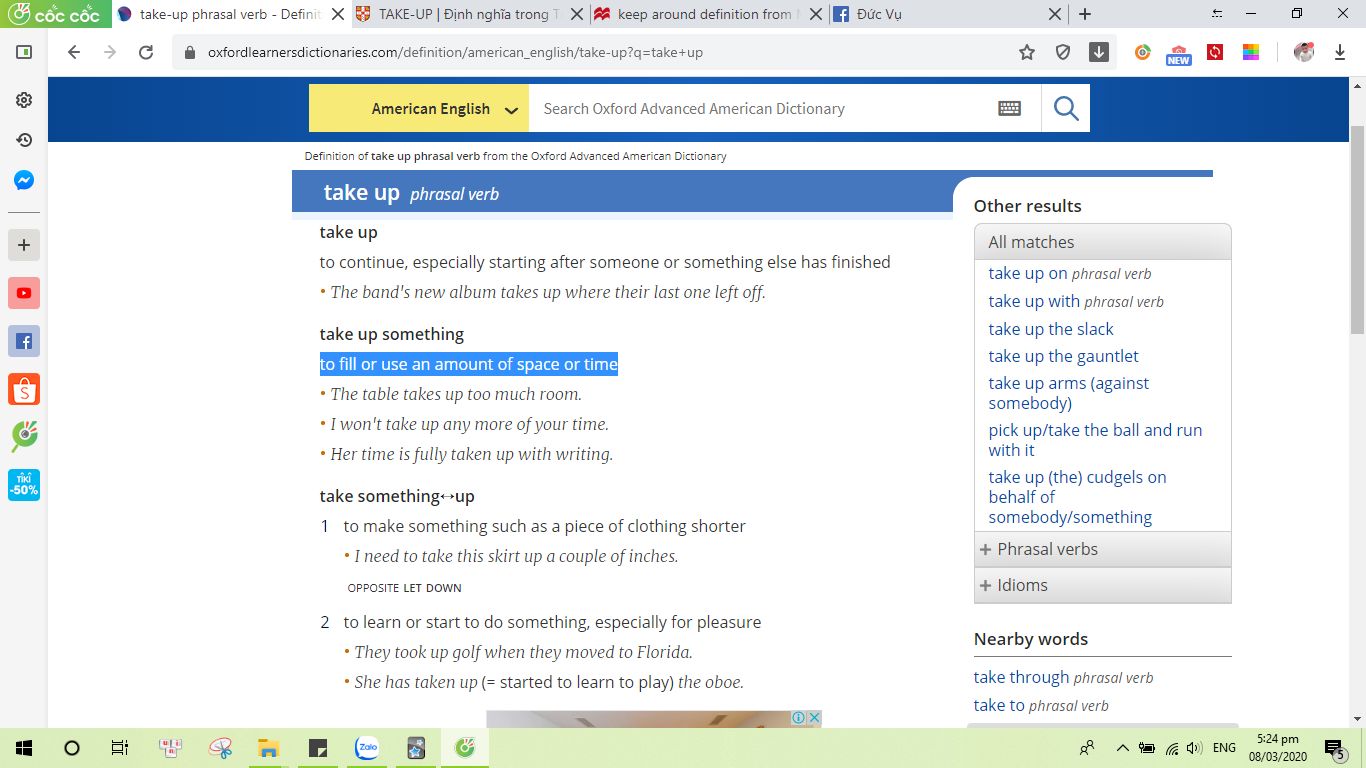 cốc cốc
take-up phrasal verb - Definit
TAKE-UP | Định nghĩa trong T
keep around definition from M
Đức Vụ
oxfordlearnersdictionaries.com/definition/american_english/take-up?q=take+up
NEW
American English
Search Oxford Advanced American Dictionary
Definition of take up phrasal verb from the Oxford Advanced American Dictionary
take up phrasal verb
take up
to continue, especially starting after someone or something else has finished
• The band's new album takes up where their last one left off.
take up something
to fill or use an amount of space or time
• The table takes up too much room.
• I won't take up any more of your time.
• Her time is fully taken up with writing.
take something↔up
1 to make something such as a piece of clothing shorter
• I need to take this skirt up a couple of inches.
OPPOSITE LET DOWN
2 to learn or start to do something, especially for pleasure
• They took up golf when they moved to Florida.
• She has taken up (= started to learn to play) the oboe.
Other results
All matches
take up on phrasal verb
take up with phrasal verb
take up the slack
take up the gauntlet
take up arms (against
somebody)
pick up/take the ball and run
with it
take up (the) cudgels on
behalf of
somebody/something
+ Phrasal verbs
+ Idioms
Nearby words
take through phrasal verb
take to phrasal verb
TIKI
-50%
Zalo
ENG
5:24 pm
08/03/2020
5